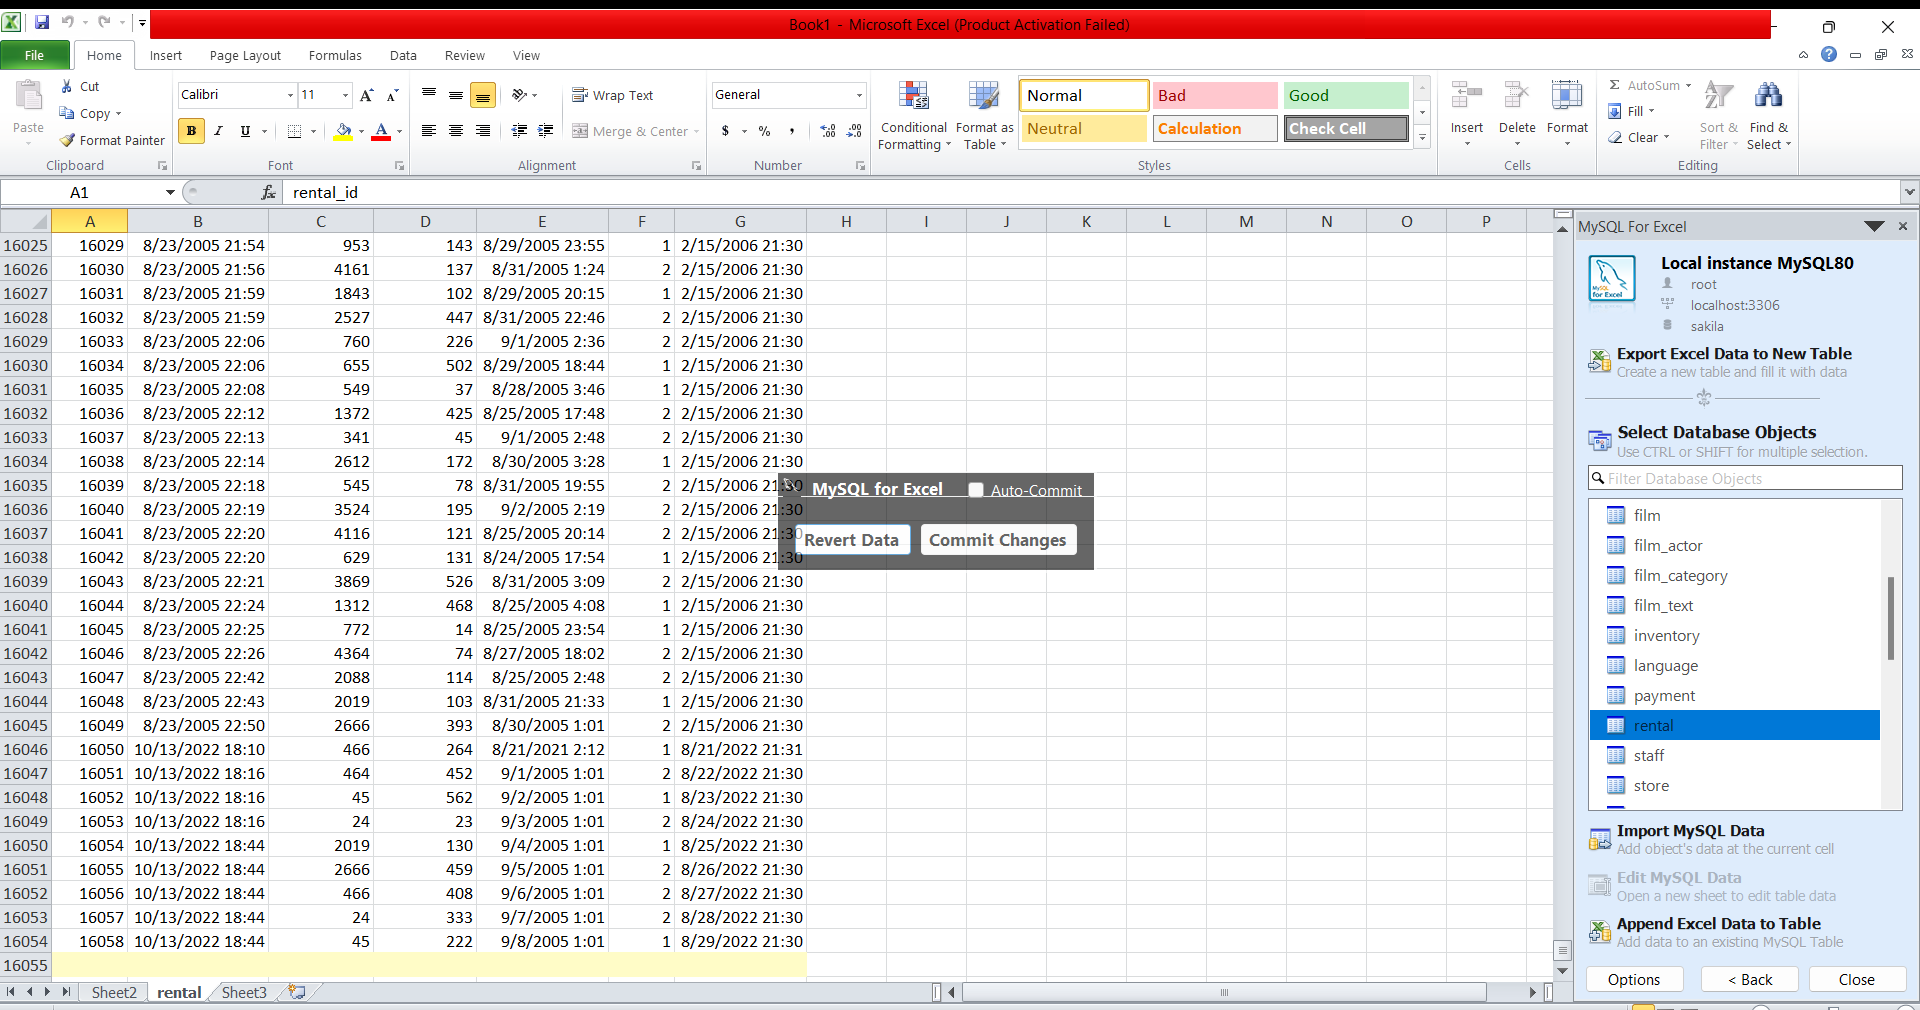 Book1 - Microsoft Excel (Product Activation Failed)
File Home Insert Page Layout Formulas Data Review View
Paste
Cut
Copy
Format Painter
Clipboard
Calibri 11
B I U
Font
Wrap Text
Merge & Center
Alignment
General
$ % ,
Number
Conditional Formatting
Format as Table
Normal Bad Good
Neutral Calculation Check Cell
Styles
Insert Delete Format
Cells
Σ AutoSum
Fill
Clear
Sort & Filter
Find & Select
Editing
A1 fx rental_id
A B C D E F G H I J K L M N O P
16025 16029 8/23/2005 21:54 953 143 8/29/2005 23:55 1 2/15/2006 21:30
16026 16030 8/23/2005 21:56 4161 137 8/31/2005 1:24 2 2/15/2006 21:30
16027 16031 8/23/2005 21:59 1843 102 8/29/2005 20:15 1 2/15/2006 21:30
16028 16032 8/23/2005 21:59 2527 447 8/31/2005 22:46 2 2/15/2006 21:30
16029 16033 8/23/2005 22:06 760 226 9/1/2005 2:36 2 2/15/2006 21:30
16030 16034 8/23/2005 22:06 655 502 8/29/2005 18:44 1 2/15/2006 21:30
16031 16035 8/23/2005 22:08 549 37 8/28/2005 3:46 1 2/15/2006 21:30
16032 16036 8/23/2005 22:12 1372 425 8/25/2005 17:48 2 2/15/2006 21:30
16033 16037 8/23/2005 22:13 341 45 9/1/2005 2:48 2 2/15/2006 21:30
16034 16038 8/23/2005 22:14 2612 172 8/30/2005 3:28 1 2/15/2006 21:30
16035 16039 8/23/2005 22:18 545 78 8/31/2005 19:55 2 2/15/2006 21:30
16036 16040 8/23/2005 22:19 3524 195 9/2/2005 2:19 2 2/15/2006 21:30
16037 16041 8/23/2005 22:20 4116 121 8/25/2005 20:14 2 2/15/2006 21:30
16038 16042 8/23/2005 22:20 629 131 8/24/2005 17:54 1 2/15/2006 21:30
16039 16043 8/23/2005 22:21 3869 526 8/31/2005 3:09 2 2/15/2006 21:30
16040 16044 8/23/2005 22:24 1312 468 8/25/2005 4:08 1 2/15/2006 21:30
16041 16045 8/23/2005 22:25 772 14 8/25/2005 23:54 1 2/15/2006 21:30
16042 16046 8/23/2005 22:26 4364 74 8/27/2005 18:02 2 2/15/2006 21:30
16043 16047 8/23/2005 22:42 2088 114 8/25/2005 2:48 2 2/15/2006 21:30
16044 16048 8/23/2005 22:43 2019 103 8/31/2005 21:33 1 2/15/2006 21:30
16045 16049 8/23/2005 22:50 2666 393 8/30/2005 1:01 2 2/15/2006 21:30
16046 16050 10/13/2022 18:10 466 264 8/21/2021 2:12 1 8/21/2022 21:31
16047 16051 10/13/2022 18:16 464 452 9/1/2005 1:01 2 8/22/2022 21:30
16048 16052 10/13/2022 18:16 45 562 9/2/2005 1:01 1 8/23/2022 21:30
16049 16053 10/13/2022 18:16 24 23 9/3/2005 1:01 2 8/24/2022 21:30
16050 16054 10/13/2022 18:44 2019 130 9/4/2005 1:01 1 8/25/2022 21:30
16051 16055 10/13/2022 18:44 2666 459 9/5/2005 1:01 2 8/26/2022 21:30
16052 16056 10/13/2022 18:44 466 408 9/6/2005 1:01 2 8/27/2022 21:30
16053 16057 10/13/2022 18:44 24 333 9/7/2005 1:01 2 8/28/2022 21:30
16054 16058 10/13/2022 18:44 45 222 9/8/2005 1:01 1 8/29/2022 21:30
16055
MySQL for Excel Auto-Commit
Revert Data Commit Changes
Sheet2 rental Sheet3
MySQL For Excel
MySQL for Excel
Local instance MySQL80
root
localhost:3306
sakila
Export Excel Data to New Table
Create a new table and fill it with data
Select Database Objects
Use CTRL or SHIFT for multiple selection.
Filter Database Objects
film
film_actor
film_category
film_text
inventory
language
payment
rental
staff
store
Import MySQL Data
Add object's data at the current cell
Edit MySQL Data
Open a new sheet to edit table data
Append Excel Data to Table
Add data to an existing MySQL Table
Options < Back Close